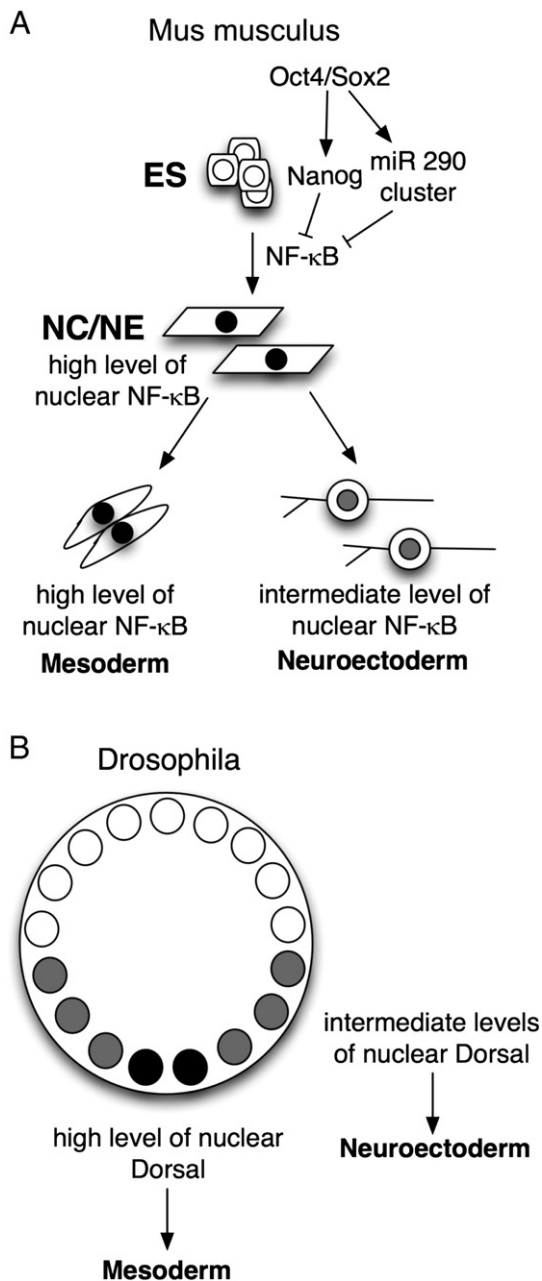 A
Mus musculus
Oct4/Sox2
ES
Nanog
miR 290
cluster
NF-κB
NC/NE
high level of
nuclear NF-κB
high level of
nuclear NF-κB
Mesoderm
intermediate level of
nuclear NF-κB
Neuroectoderm
B
Drosophila
intermediate levels
of nuclear Dorsal
Neuroectoderm
high level of nuclear
Dorsal
Mesoderm